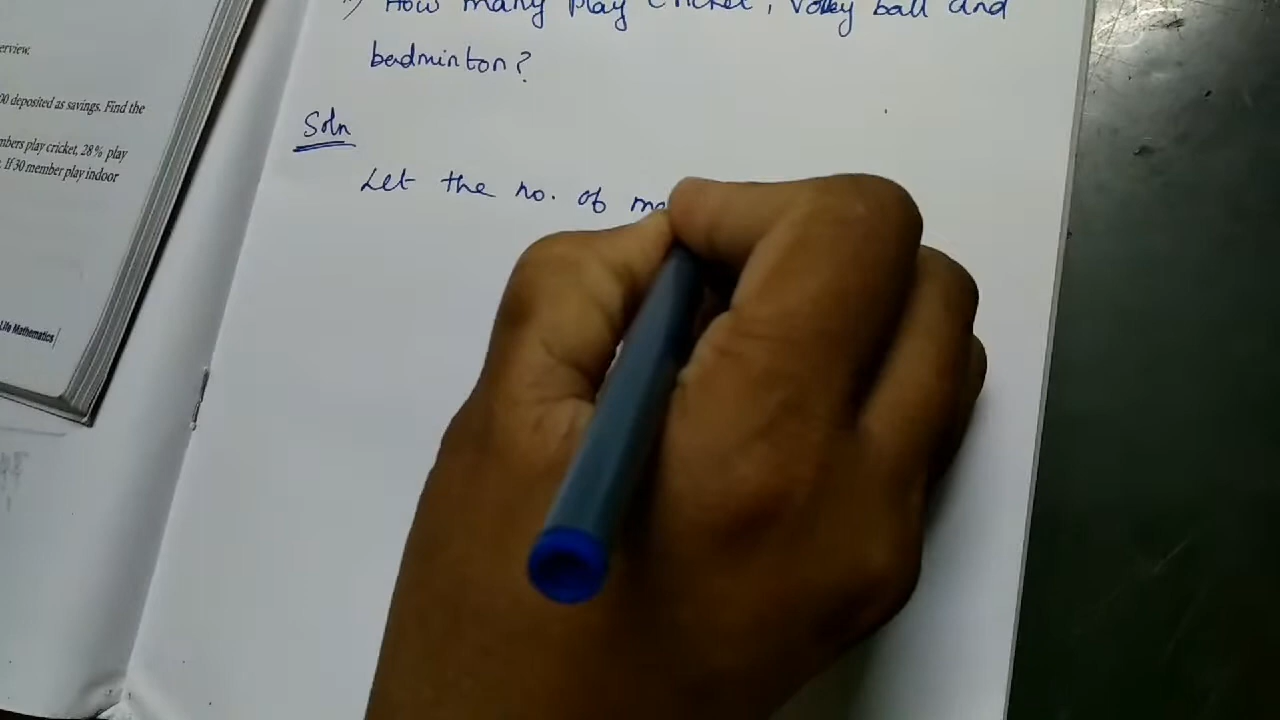 erview.
00 deposited as savings. Find the
mbers play cricket, 28% play
. If 30 member play indoor
Life Mathematics
How many play cricket, volley ball and
badminton?
Soln
Let the no. of